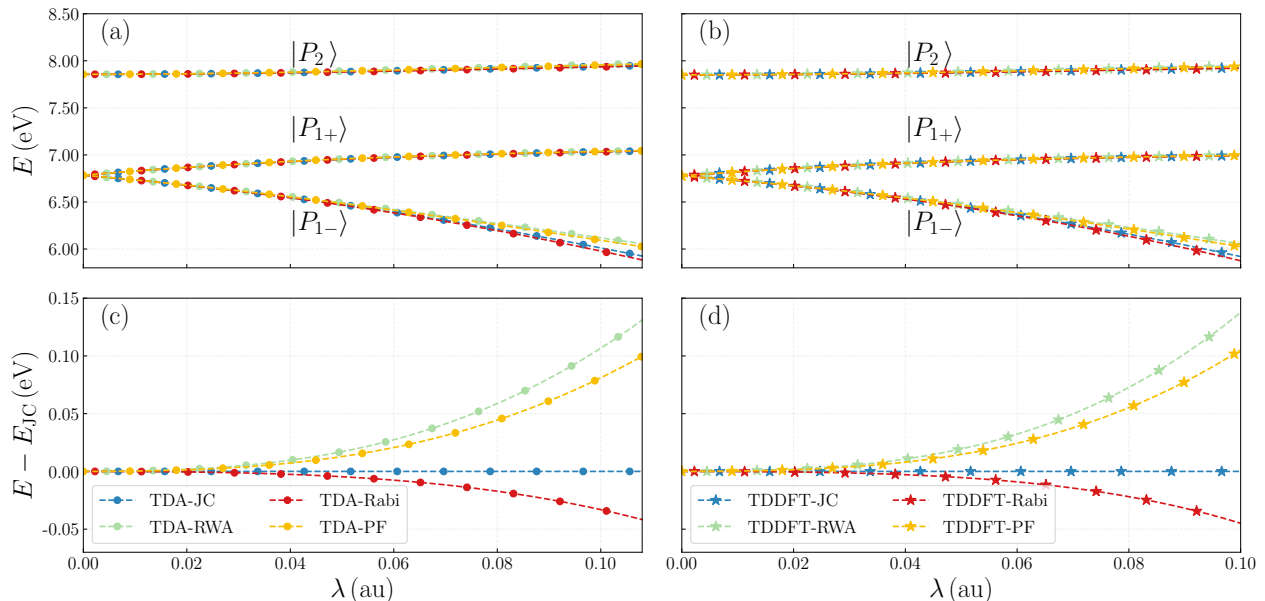 (a)
8.50
8.00
7.50
7.00
6.50
6.00
E (eV)
|P₂⟩
|P₁₊⟩
|P₁₋⟩
(b)
|P₂⟩
|P₁₊⟩
|P₁₋⟩
(c)
0.15
0.10
0.05
0.00
−0.05
E − E_JC (eV)
TDA-JC TDA-Rabi
TDA-RWA TDA-PF
0.00 0.02 0.04 0.06 0.08 0.10
λ (au)
(d)
TDDFT-JC TDDFT-Rabi
TDDFT-RWA TDDFT-PF
0.00 0.02 0.04 0.06 0.08 0.10
λ (au)